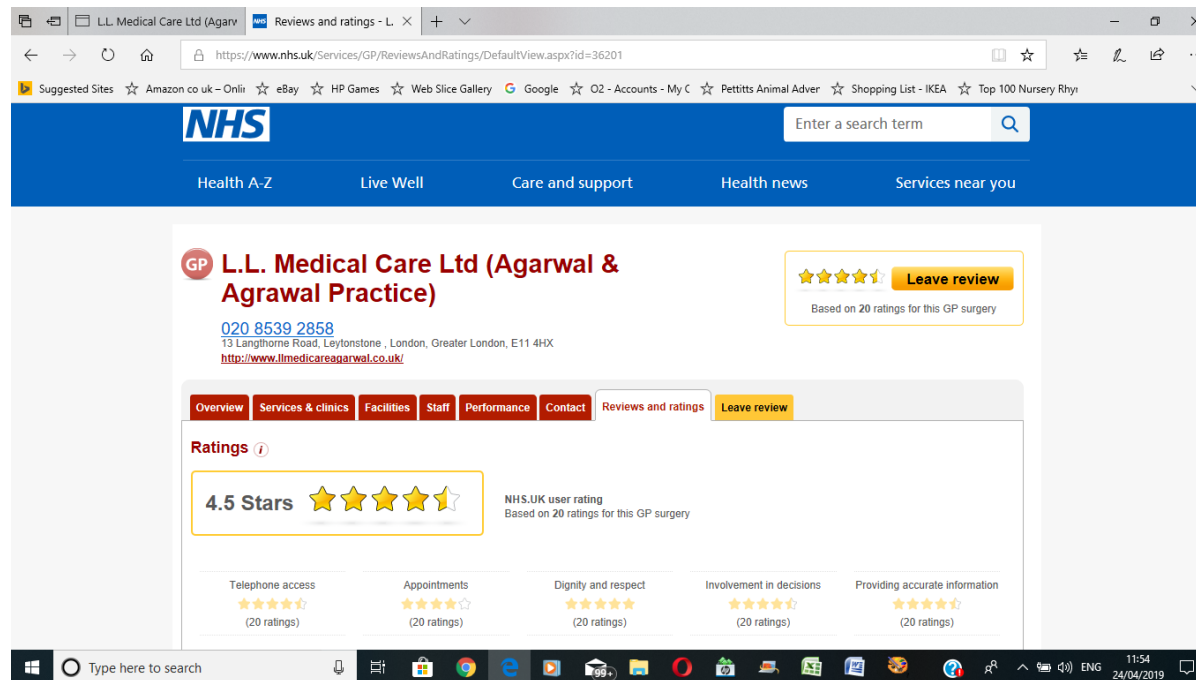 L.L. Medical Care Ltd (Agarw
Reviews and ratings - L.
https://www.nhs.uk/Services/GP/ReviewsAndRatings/DefaultView.aspx?id=36201
Suggested Sites Amazon co uk – Onlin eBay HP Games Web Slice Gallery Google O2 - Accounts - My C Pettitts Animal Adver Shopping List - IKEA Top 100 Nursery Rhy
NHS
Enter a search term
Health A-Z Live Well Care and support Health news Services near you
GP
L.L. Medical Care Ltd (Agarwal &
Agrawal Practice)
Leave review
Based on 20 ratings for this GP surgery
020 8539 2858
13 Langthorne Road, Leytonstone , London, Greater London, E11 4HX
http://www.llmedicareagarwal.co.uk/
Overview Services & clinics Facilities Staff Performance Contact Reviews and ratings Leave review
Ratings i
4.5 Stars
NHS.UK user rating
Based on 20 ratings for this GP surgery
Telephone access Appointments Dignity and respect Involvement in decisions Providing accurate information
(20 ratings) (20 ratings) (20 ratings) (20 ratings) (20 ratings)
Type here to search
99+
ENG
11:54
24/04/2019